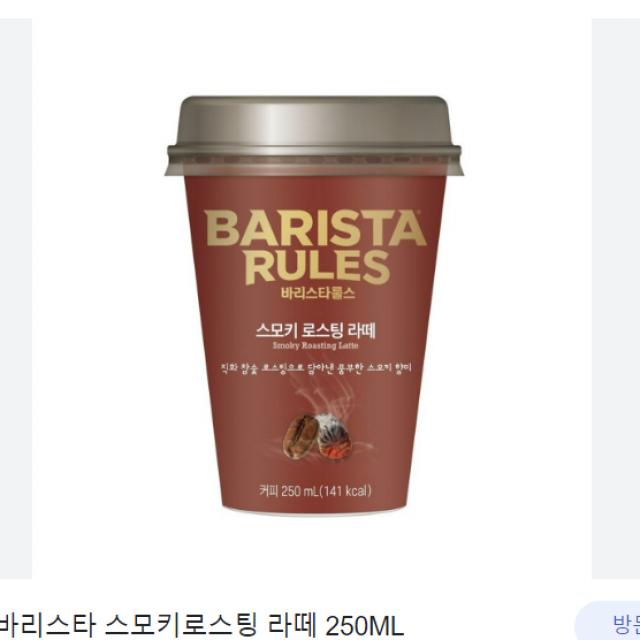 BARISTA
RULES
바리스타룰스
스모키 로스팅 라떼
Smoky Roasting Latte
직화 참숯 로스팅으로 담아낸 풍부한 스모키 향미
커피 250 mL(141 kcal)
바리스타 스모키로스팅 라떼 250ML